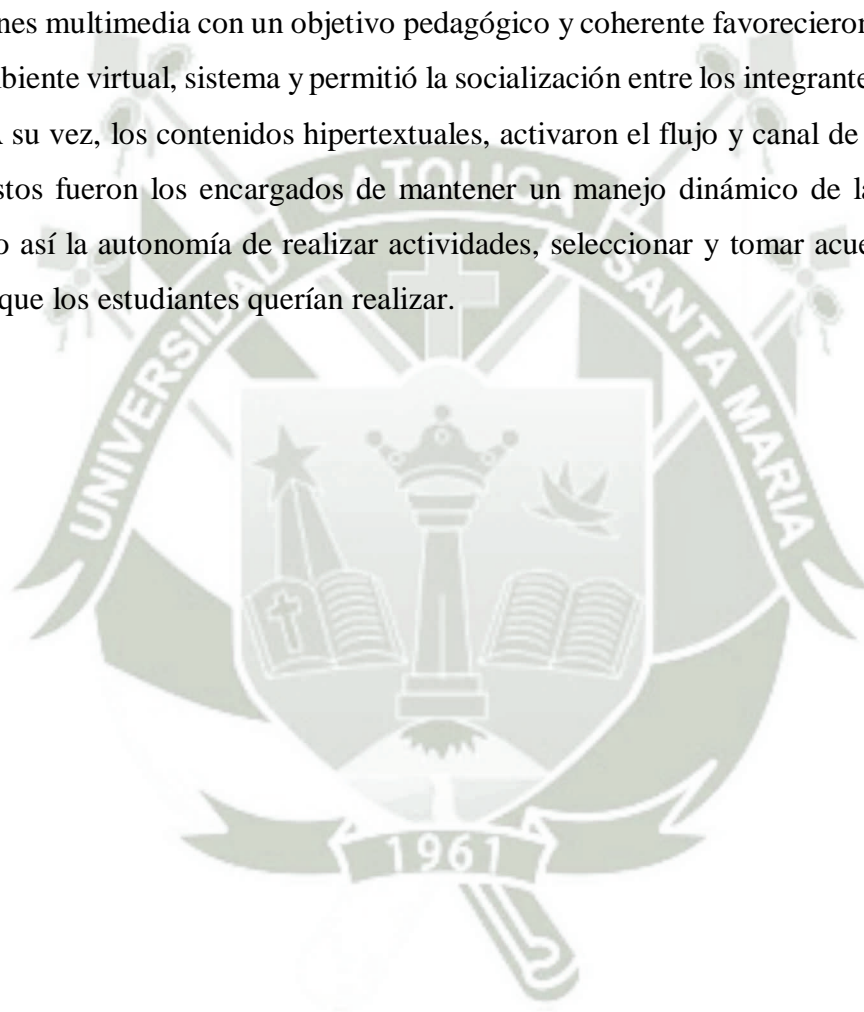 nes multimedia con un objetivo pedagógico y coherente favorecieron
biente virtual, sistema y permitió la socialización entre los integrante
su vez, los contenidos hipertextuales, activaron el flujo y canal de
stos fueron los encargados de mantener un manejo dinámico de la
o así la autonomía de realizar actividades, seleccionar y tomar acue
que los estudiantes querían realizar.
UNIVERSIDAD CATOLICA SANTA MARIA
1961